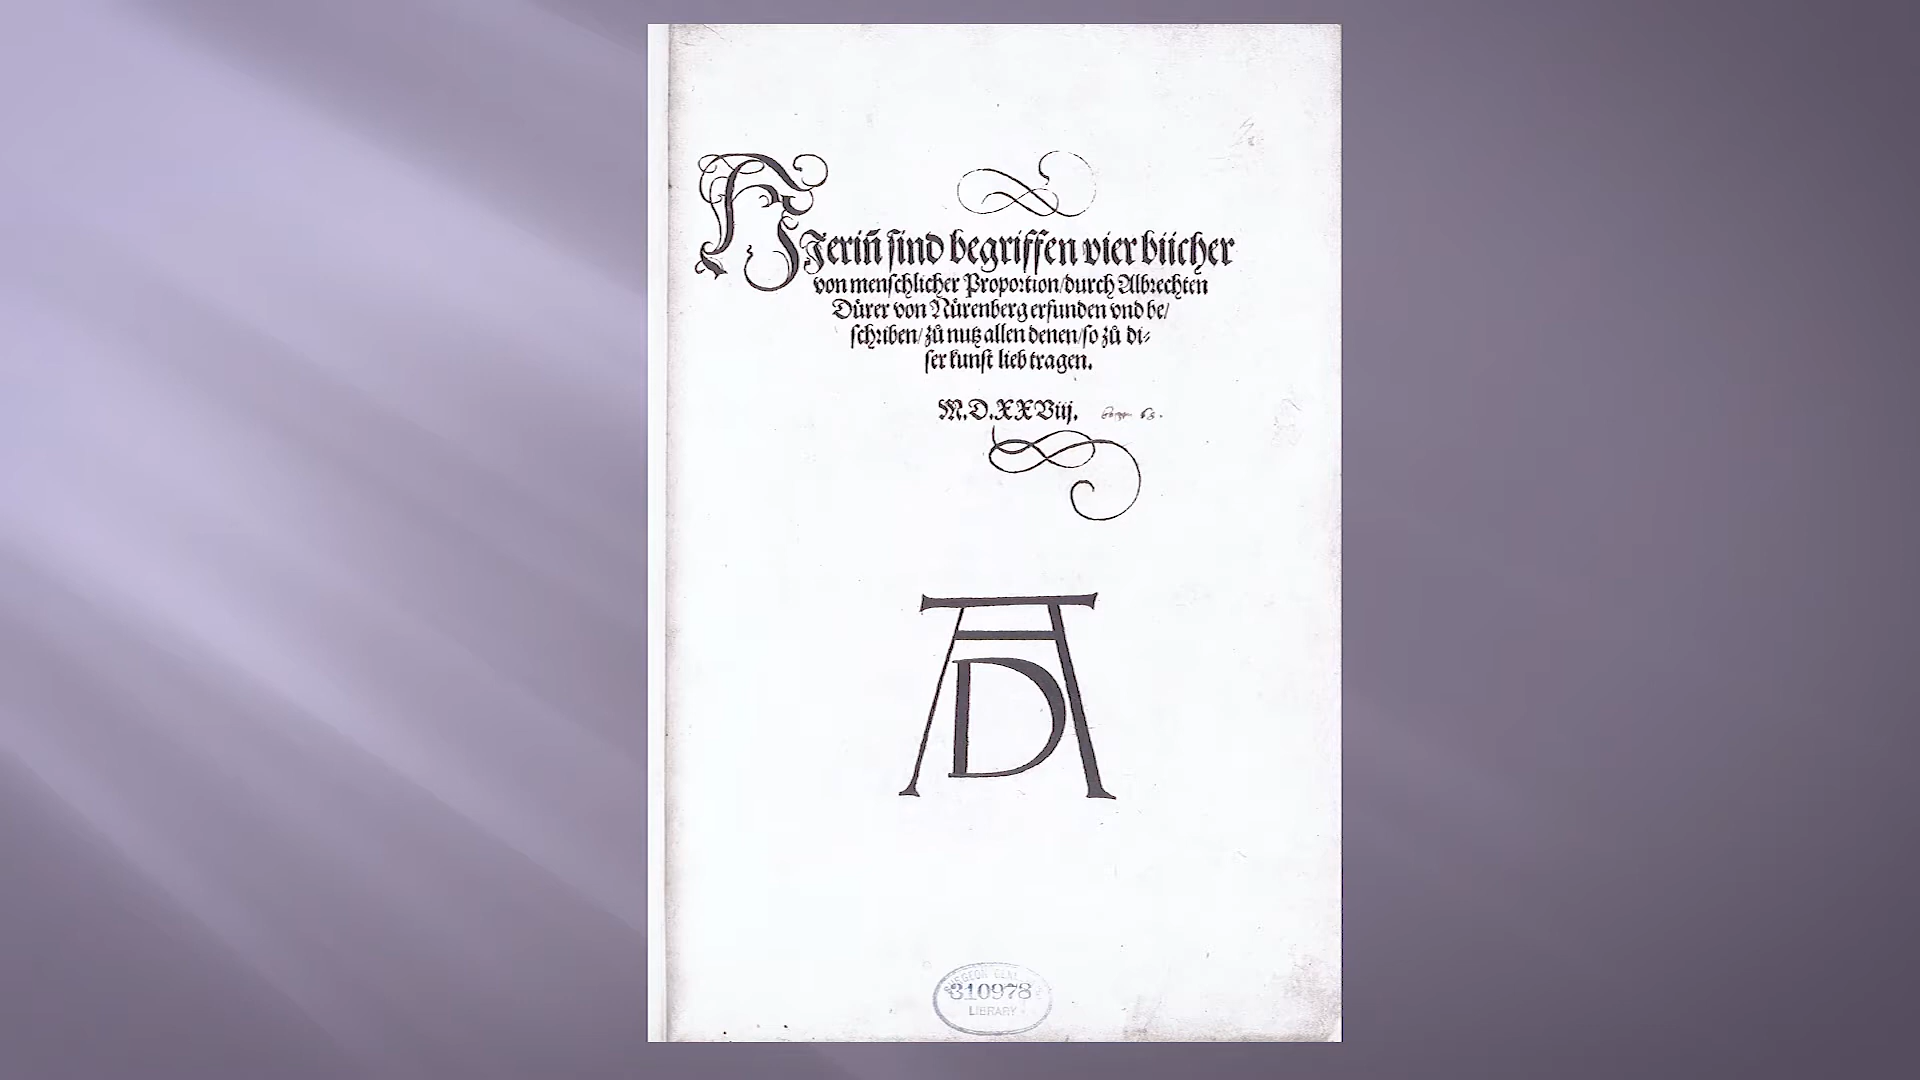 HJeriñ sind begriffen vier bücher
von menschlicher Proportion/durch Albrechten
Dürer von Nürenberg erfunden vnd be/
schriben/zů nutz allen denen/so zů di-
ser kunst lieb tragen.
M.D.XXViij.
AD
310978
LIBRARY